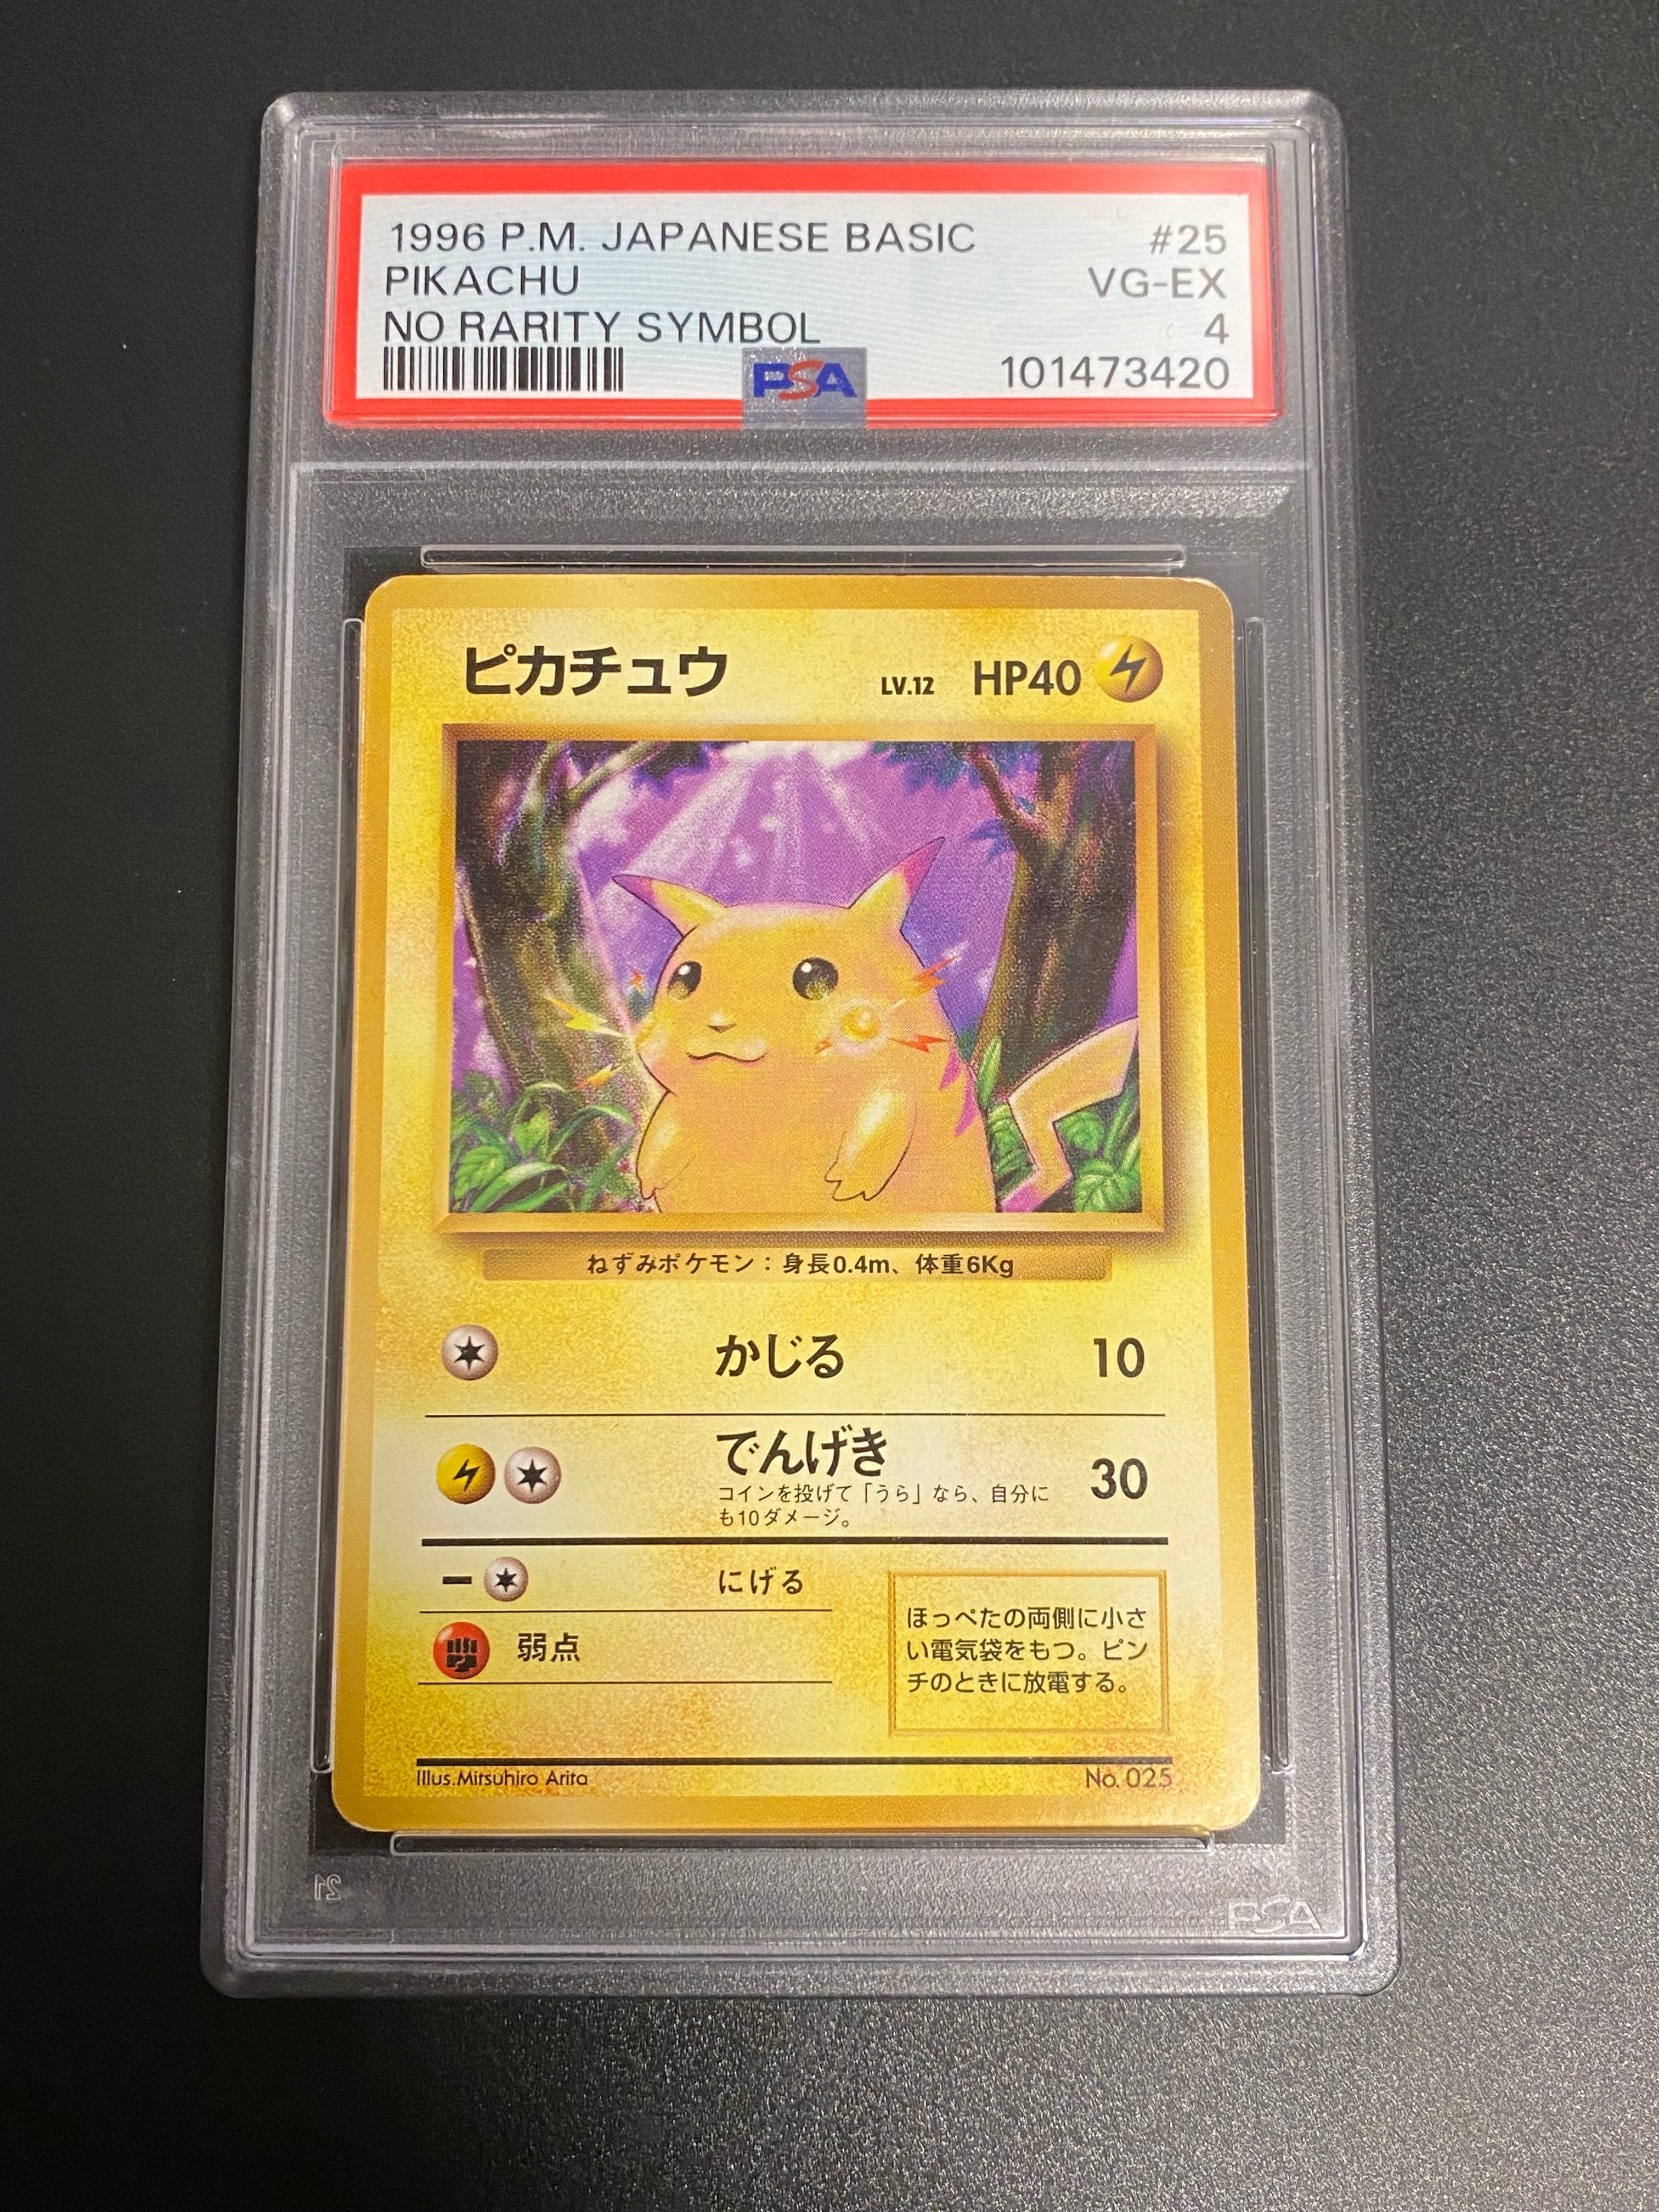 1996 P.M. JAPANESE BASIC #25
PIKACHU VG-EX
NO RARITY SYMBOL 4
PSA 101473420
ピカチュウ LV.12 HP40
ねずみポケモン：身長0.4m、体重6Kg
かじる 10
でんげき 30
コインを投げて「うら」なら、自分に
も10ダメージ。
にげる
弱点
ほっぺたの両側に小さ
い電気袋をもつ。ピン
チのときに放電する。
Illus.Mitsuhiro Arita No. 025
21 PSA